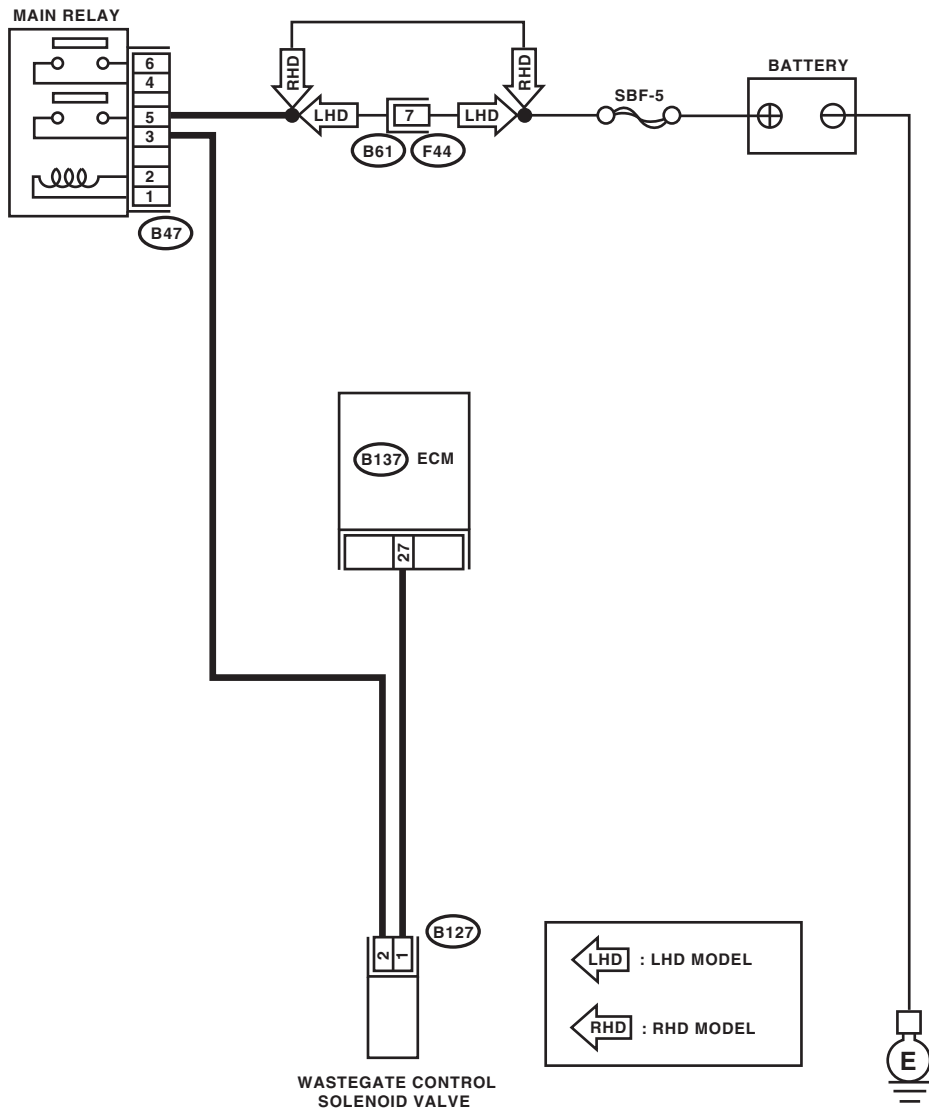 MAIN RELAY
6
4
5
3
2
1
B47
RHD
RHD
LHD
7
LHD
B61
F44
SBF-5
BATTERY
B137
ECM
27
B127
2
1
WASTEGATE CONTROL
SOLENOID VALVE
LHD : LHD MODEL
RHD : RHD MODEL
E